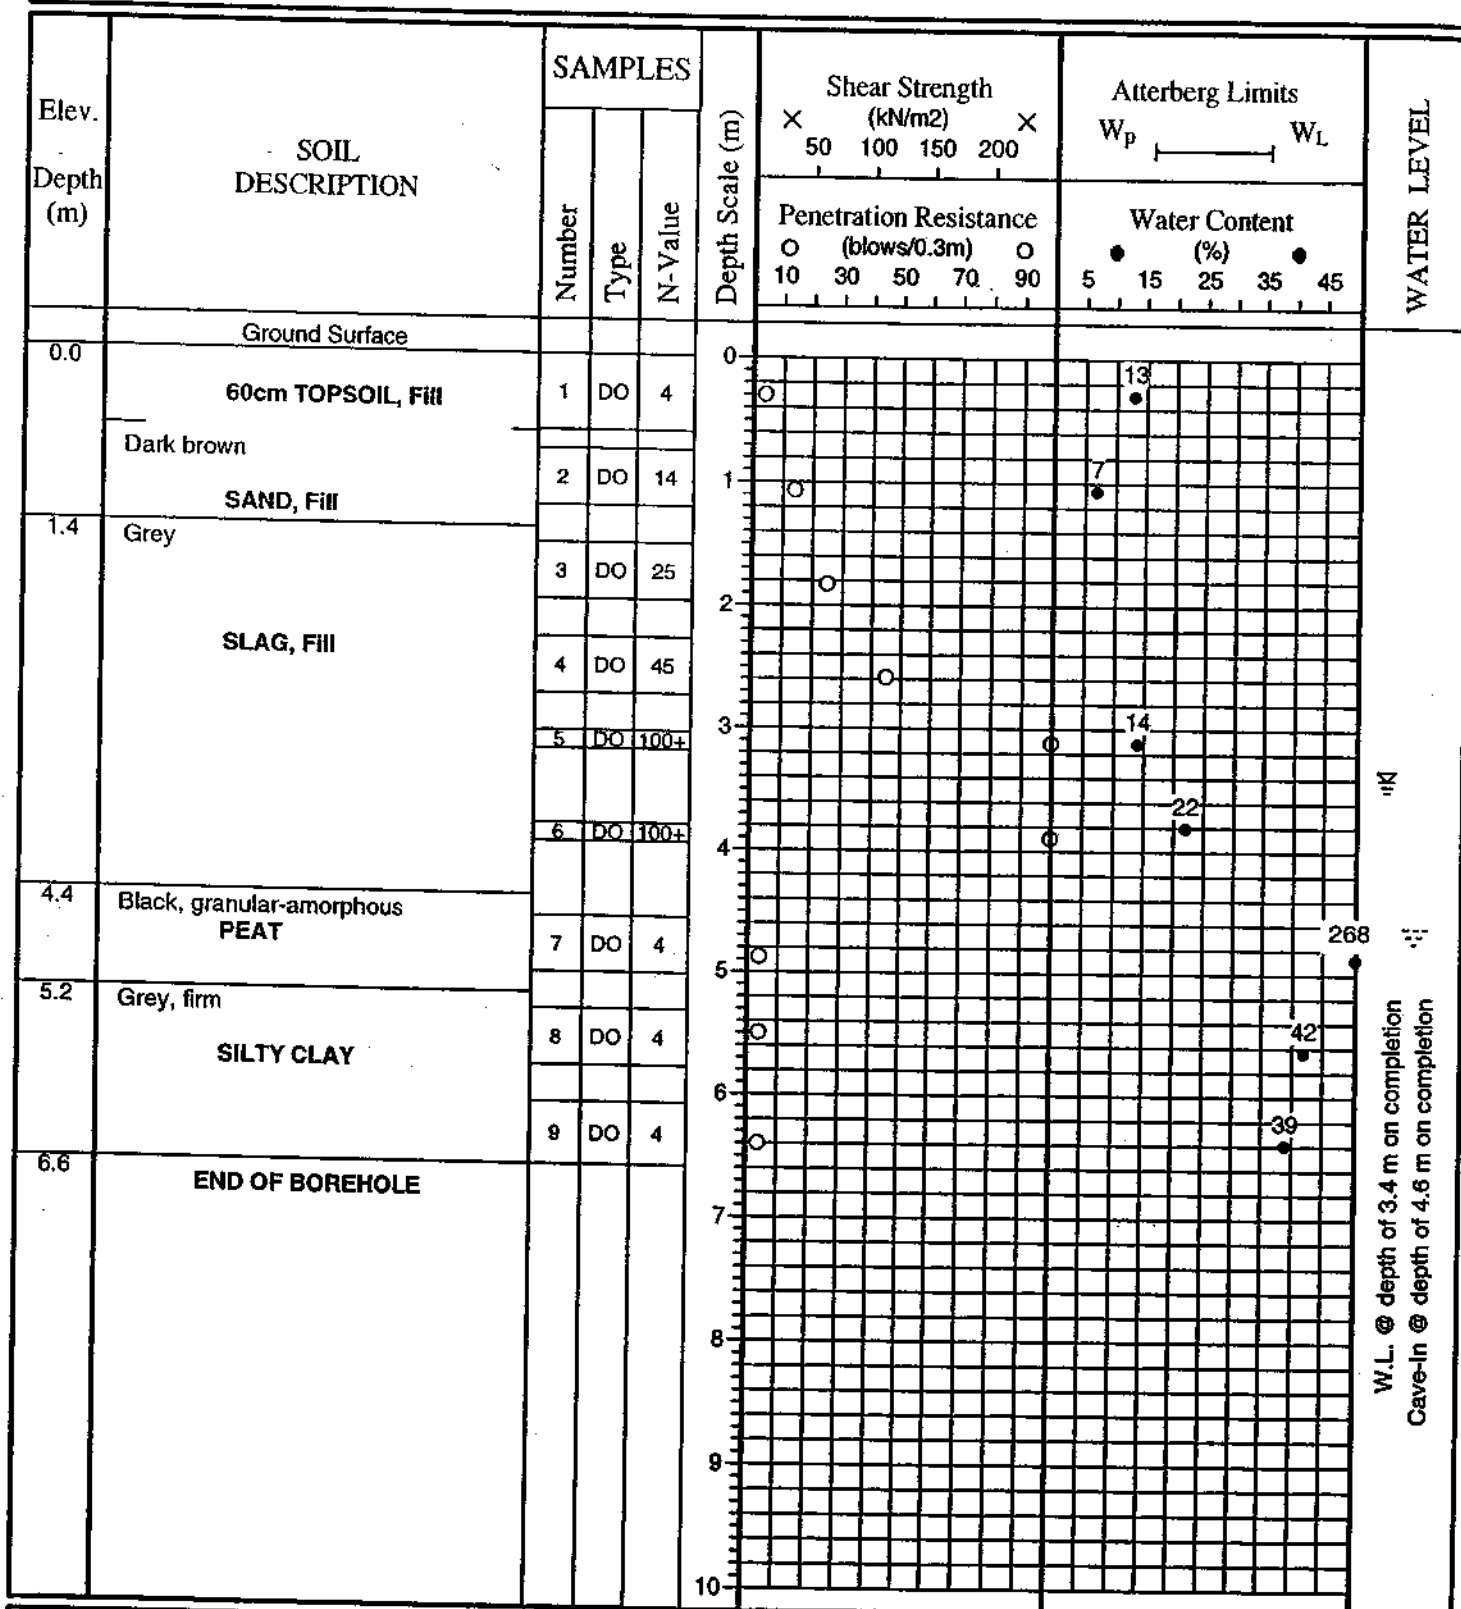 SAMPLES
Elev.
Depth
(m)
SOIL
DESCRIPTION
Number
Type
N-Value
Depth Scale (m)
Shear Strength
× (kN/m2) ×
50 100 150 200
Atterberg Limits
Wp WL
Penetration Resistance
O (blows/0.3m) O
10 30 50 70 90
Water Content
● (%) ●
5 15 25 35 45
WATER LEVEL
Ground Surface
0.0
60cm TOPSOIL, Fill
1 DO 4
0
13
Dark brown
SAND, Fill
2 DO 14
1
7
1.4
Grey
3 DO 25
2
SLAG, Fill
4 DO 45
3
5 DO 100+
14
6 DO 100+
22
4
4.4
Black, granular-amorphous
PEAT
7 DO 4
268
5
5.2
Grey, firm
SILTY CLAY
8 DO 4
42
6
9 DO 4
39
6.6
END OF BOREHOLE
7
8
9
10
W.L. @ depth of 3.4 m on completion
Cave-In @ depth of 4.6 m on completion